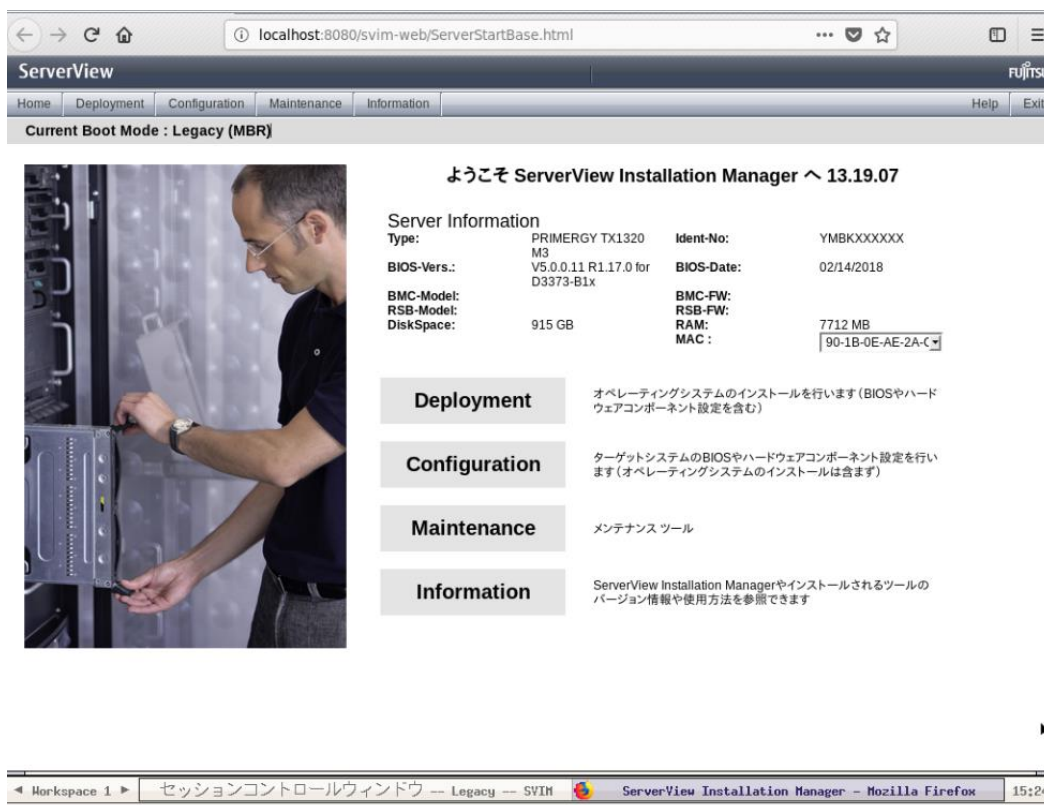 localhost:8080/svim-web/ServerStartBase.html
ServerView
FUJITSU
Home Deployment Configuration Maintenance Information Help Exit
Current Boot Mode : Legacy (MBR)
ようこそ ServerView Installation Manager へ 13.19.07
Server Information
Type: PRIMERGY TX1320 M3 Ident-No: YMBKXXXXXX
BIOS-Vers.: V5.0.0.11 R1.17.0 for D3373-B1x BIOS-Date: 02/14/2018
BMC-Model: BMC-FW:
RSB-Model: RSB-FW:
DiskSpace: 915 GB RAM: 7712 MB
MAC : 90-1B-0E-AE-2A-
Deployment
オペレーティングシステムのインストールを行います(BIOSやハード
ウェアコンポーネント設定を含む)
Configuration
ターゲットシステムのBIOSやハードウェアコンポーネント設定を行い
ます(オペレーティングシステムのインストールは含まず)
Maintenance
メンテナンス ツール
Information
ServerView Installation Managerやインストールされるツールの
バージョン情報や使用方法を参照できます
Workspace 1 セッションコントロールウィンドウ -- Legacy -- SVIM ServerView Installation Manager - Mozilla Firefox 15:24